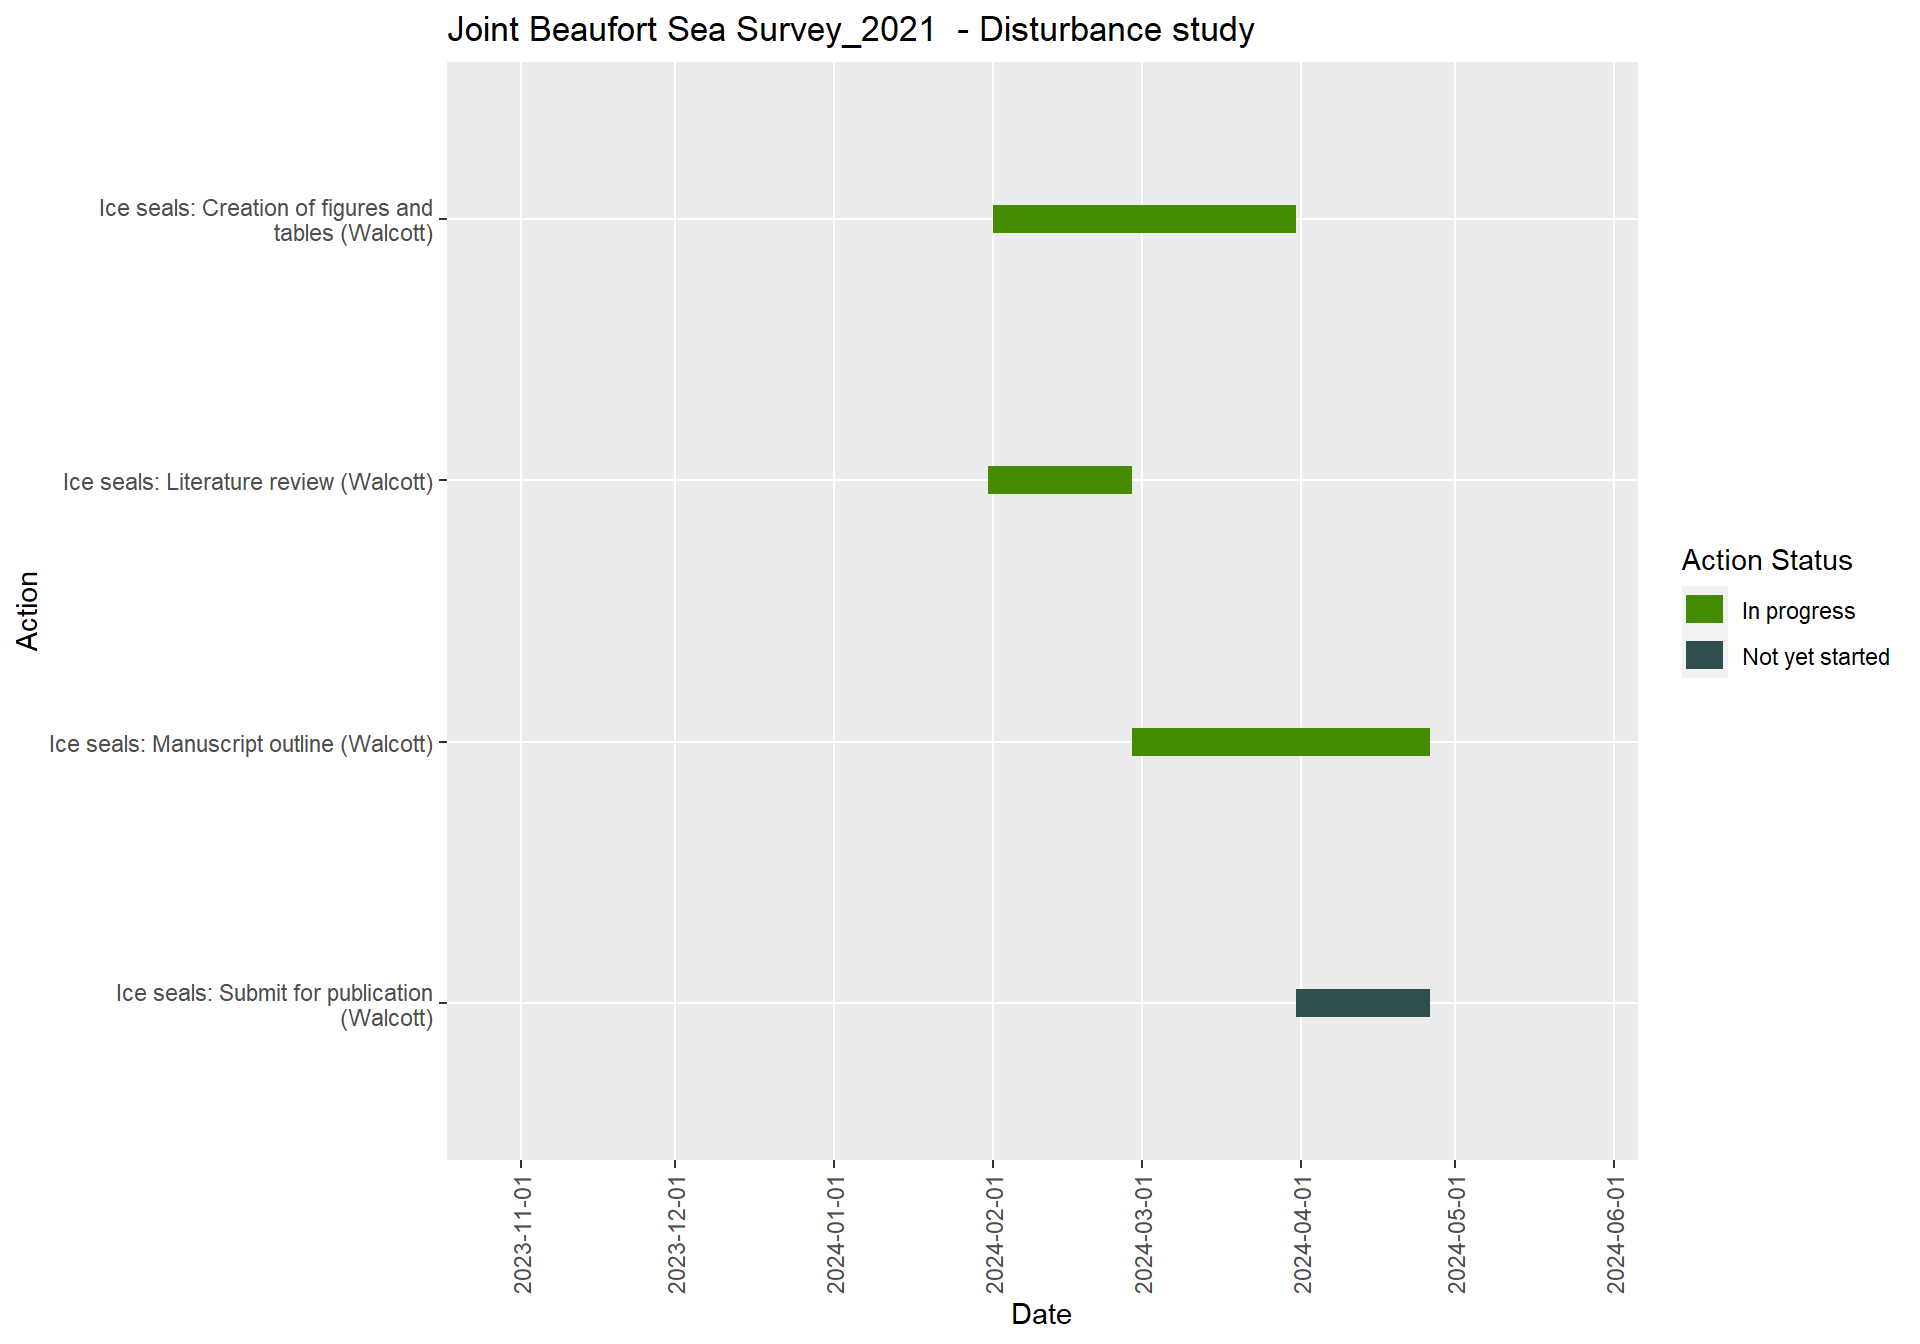 Joint Beaufort Sea Survey_2021  - Disturbance study
Action
Ice seals: Creation of figures and
tables (Walcott)
Ice seals: Literature review (Walcott)
Ice seals: Manuscript outline (Walcott)
Ice seals: Submit for publication
(Walcott)
2023-11-01
2023-12-01
2024-01-01
2024-02-01
2024-03-01
2024-04-01
2024-05-01
2024-06-01
Date
Action Status
In progress
Not yet started